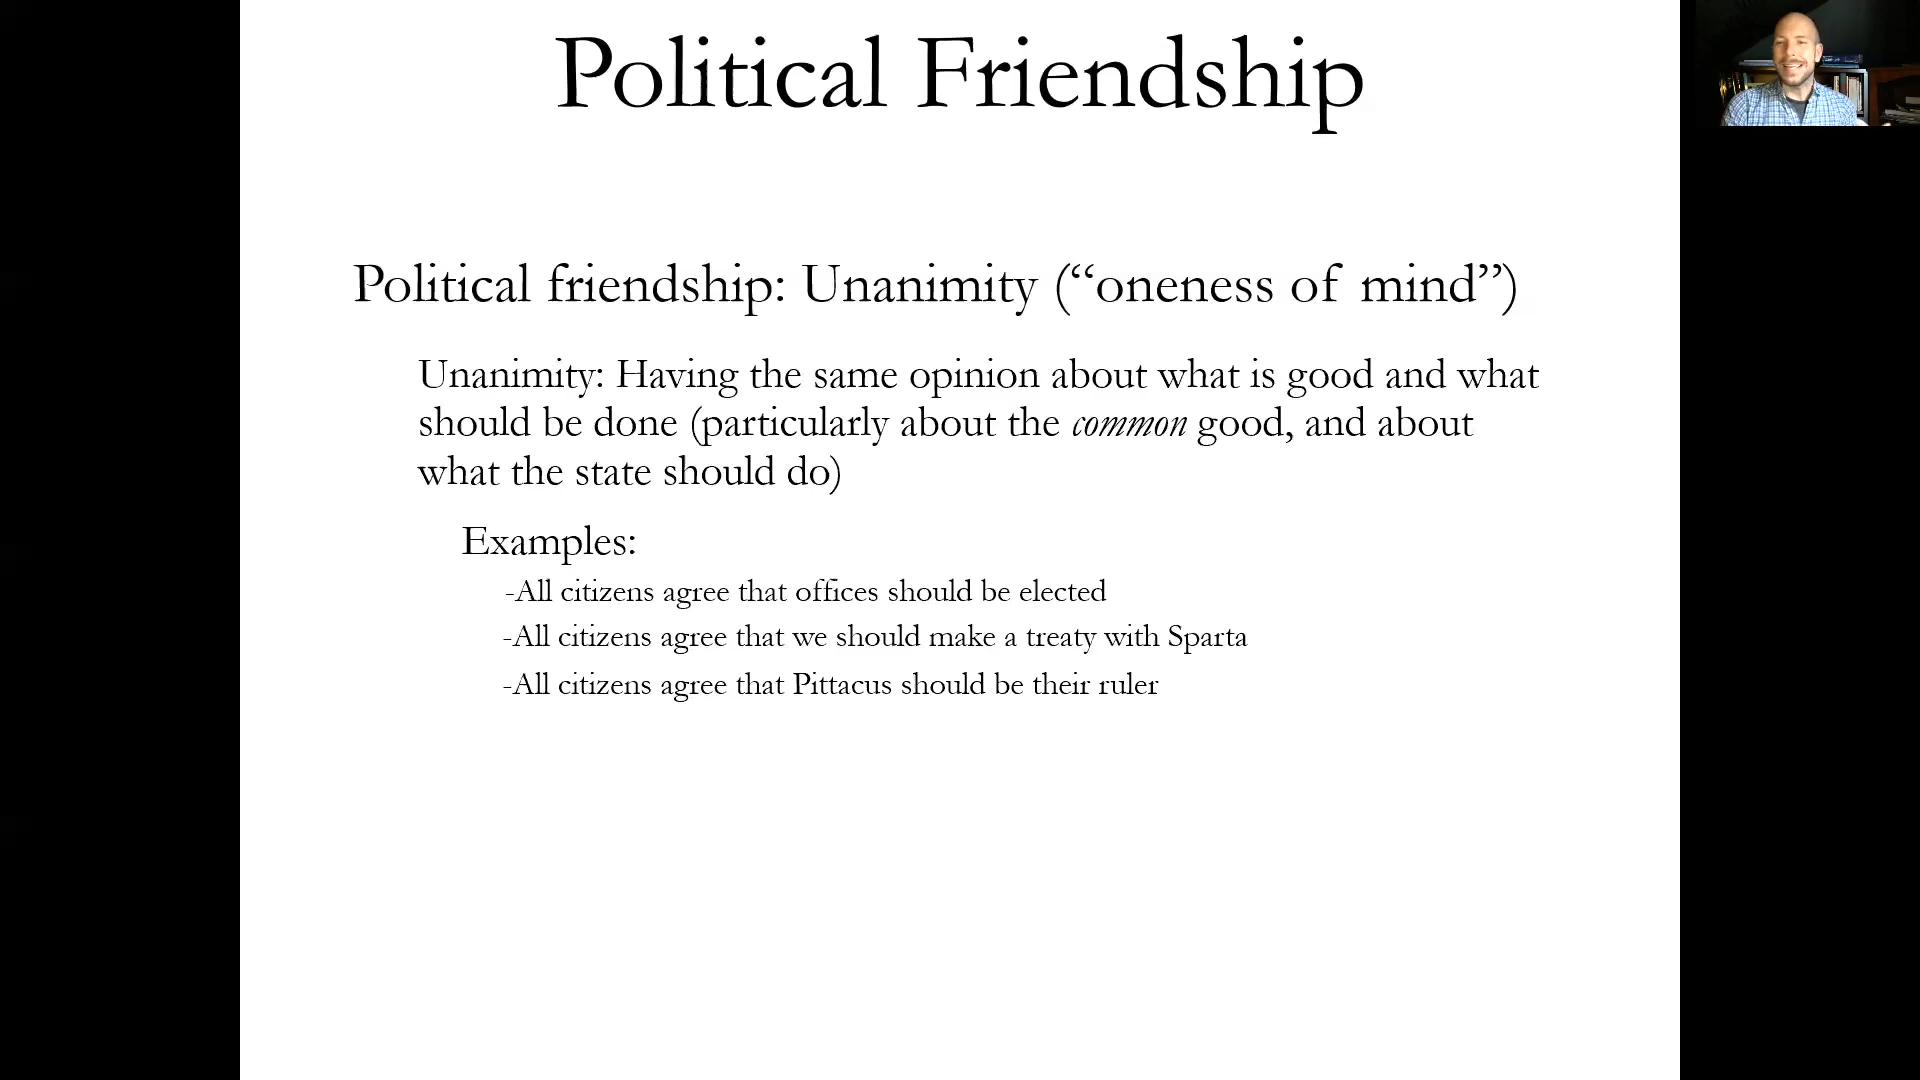 Political Friendship
Political friendship: Unanimity (“oneness of mind”)
Unanimity: Having the same opinion about what is good and what
should be done (particularly about the common good, and about
what the state should do)
Examples:
-All citizens agree that offices should be elected
-All citizens agree that we should make a treaty with Sparta
-All citizens agree that Pittacus should be their ruler